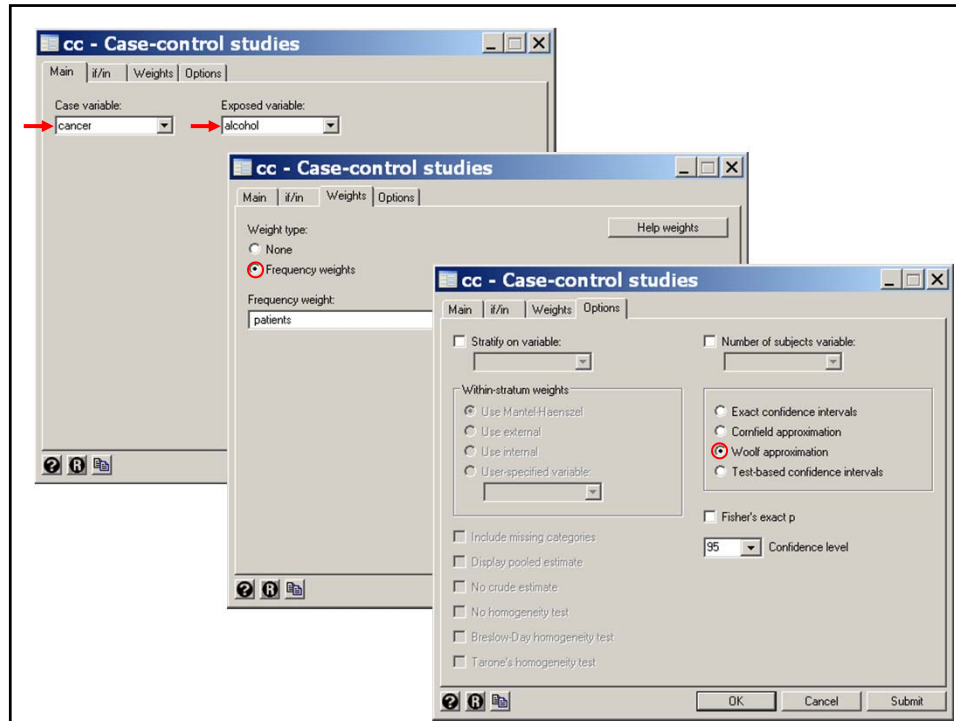 cc - Case-control studies
Main if/in Weights Options
Case variable: Exposed variable:
cancer alcohol
cc - Case-control studies
Main if/in Weights Options
Weight type: Help weights
None
Frequency weights
Frequency weight:
patients
cc - Case-control studies
Main if/in Weights Options
Stratify on variable: Number of subjects variable:
Within-stratum weights
Use Mantel-Haenszel
Use external
Use internal
User-specified variable:
Exact confidence intervals
Cornfield approximation
Woolf approximation
Test-based confidence intervals
Fisher's exact p
95 Confidence level
Include missing categories
Display pooled estimate
No crude estimate
No homogeneity test
Breslow-Day homogeneity test
Tarone's homogeneity test
OK Cancel Submit